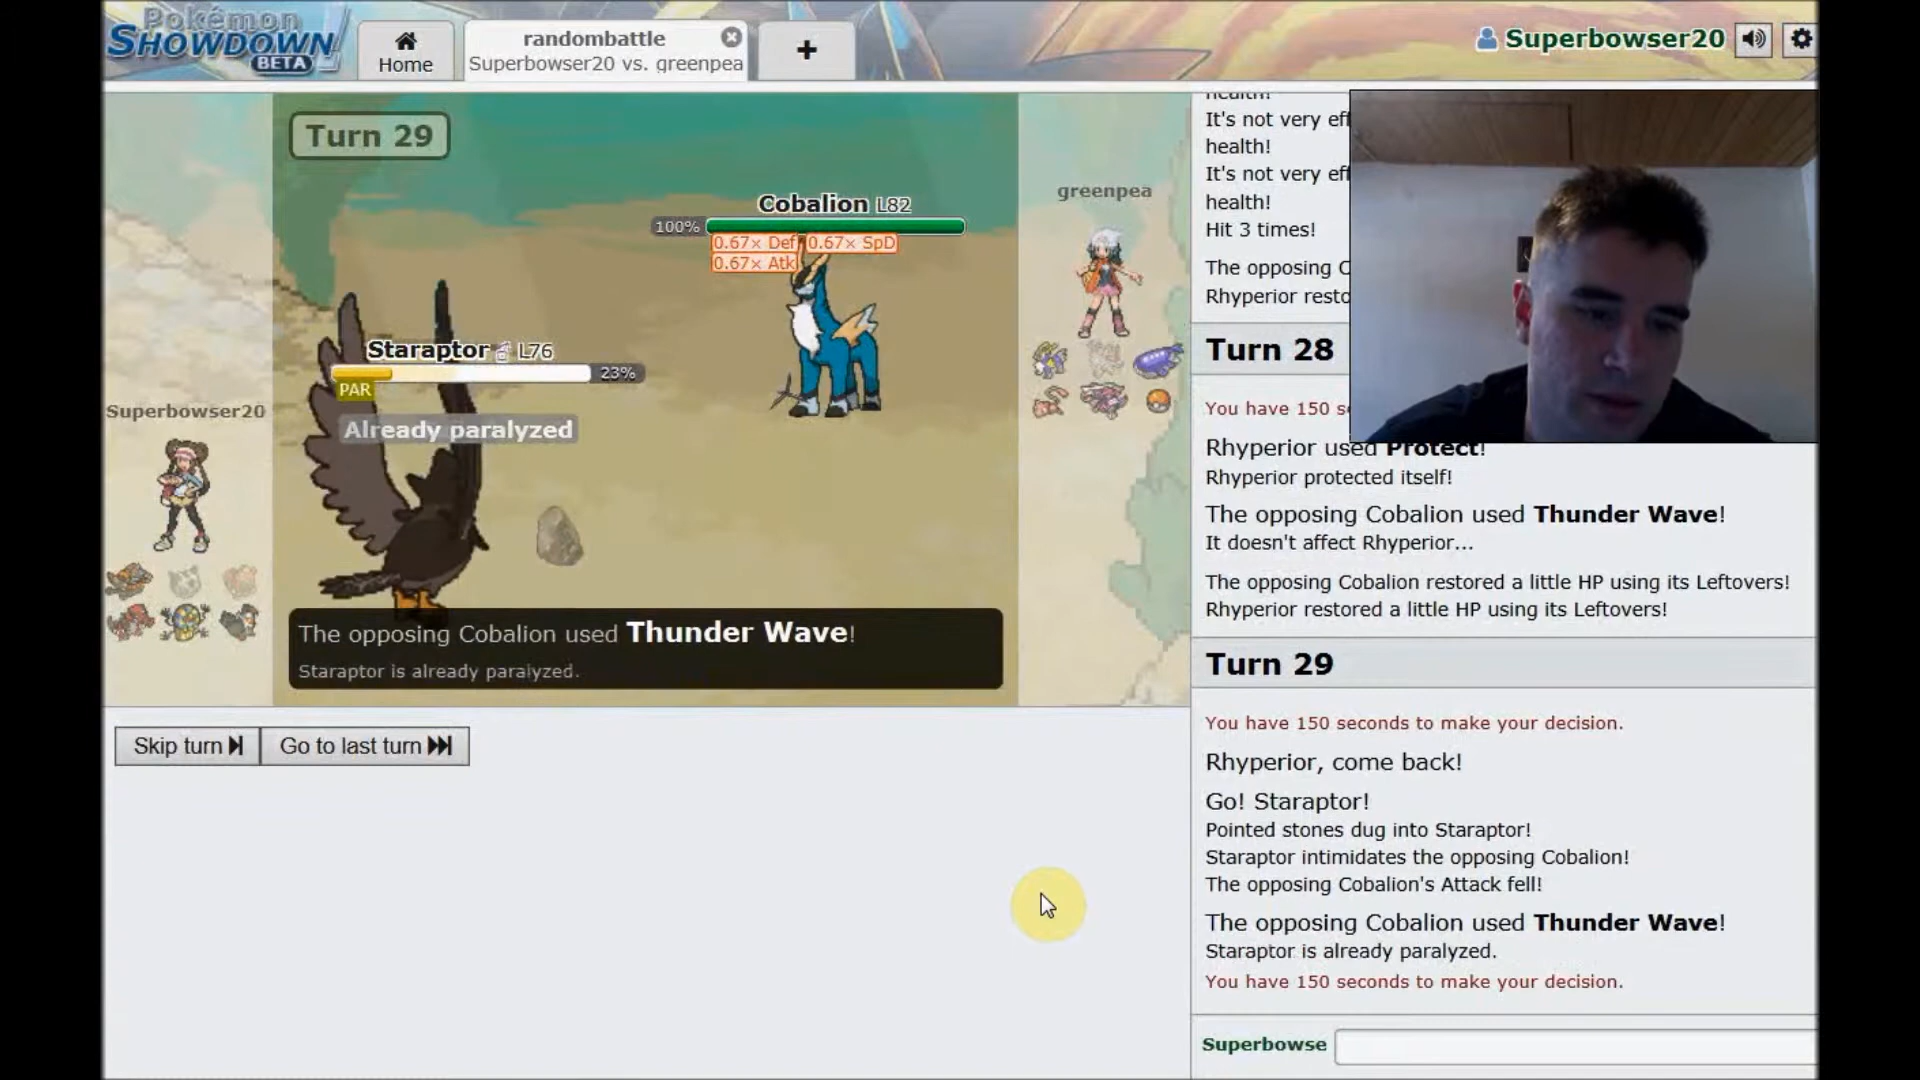 Pokémon
SHOWDOWN
BETA
Home
randombattle
Superbowser20 vs. greenpea
+
Superbowser20
Turn 29
Cobalion L82
100%
0.67× Def 0.67× SpD
0.67× Atk
Staraptor L76
23%
PAR
Already paralyzed
Superbowser20
greenpea
The opposing Cobalion used Thunder Wave!
Staraptor is already paralyzed.
Skip turn
Go to last turn
health!
It's not very eff
health!
It's not very eff
health!
Hit 3 times!
The opposing C
Rhyperior resto
Turn 28
You have 150 s
Rhyperior used Protect!
Rhyperior protected itself!
The opposing Cobalion used Thunder Wave!
It doesn't affect Rhyperior...
The opposing Cobalion restored a little HP using its Leftovers!
Rhyperior restored a little HP using its Leftovers!
Turn 29
You have 150 seconds to make your decision.
Rhyperior, come back!
Go! Staraptor!
Pointed stones dug into Staraptor!
Staraptor intimidates the opposing Cobalion!
The opposing Cobalion's Attack fell!
The opposing Cobalion used Thunder Wave!
Staraptor is already paralyzed.
You have 150 seconds to make your decision.
Superbowse